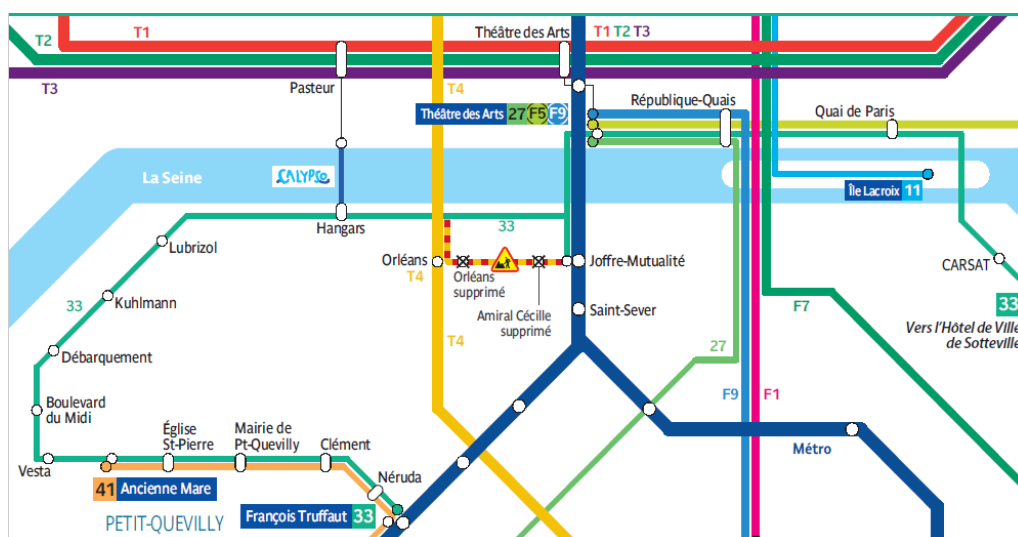 T2
T1
Théâtre des Arts
T1 T2 T3
T3
Pasteur
T4
Théâtre des Arts 27 F5 F9
République-Quais
Quai de Paris
La Seine
CALYPSO
Île Lacroix 11
Hangars
33
Lubrizol
Orléans
T4
Orléans
supprimé
Joffre-Mutualité
CARSAT
Kuhlmann
33
Amiral Cécille
supprimé
Saint-Sever
33
Vers l'Hôtel de Ville
de Sotteville
F7
T4
27
Débarquement
F9
F1
Boulevard
du Midi
Église
St-Pierre
Mairie de
Pt-Quevilly
Clément
Métro
Vesta
Néruda
41 Ancienne Mare
François Truffaut 33
PETIT-QUEVILLY